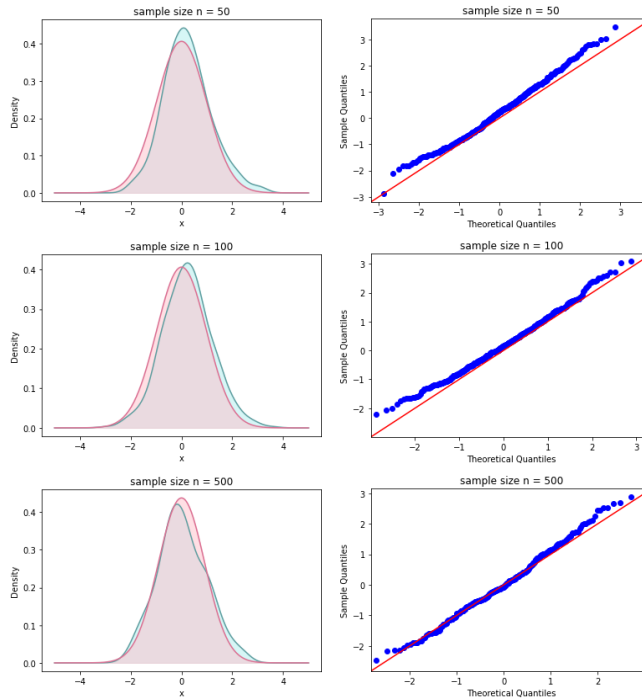 sample size n = 50
Density
0.4
0.3
0.2
0.1
0.0
−4 −2 0 2 4
x
sample size n = 50
Sample Quantiles
3
2
1
0
−1
−2
−3
−3 −2 −1 0 1 2 3
Theoretical Quantiles
sample size n = 100
Density
0.4
0.3
0.2
0.1
0.0
−4 −2 0 2 4
x
sample size n = 100
Sample Quantiles
3
2
1
0
−1
−2
−2 −1 0 1 2 3
Theoretical Quantiles
sample size n = 500
Density
0.4
0.3
0.2
0.1
0.0
−4 −2 0 2 4
x
sample size n = 500
Sample Quantiles
3
2
1
0
−1
−2
−2 −1 0 1 2
Theoretical Quantiles